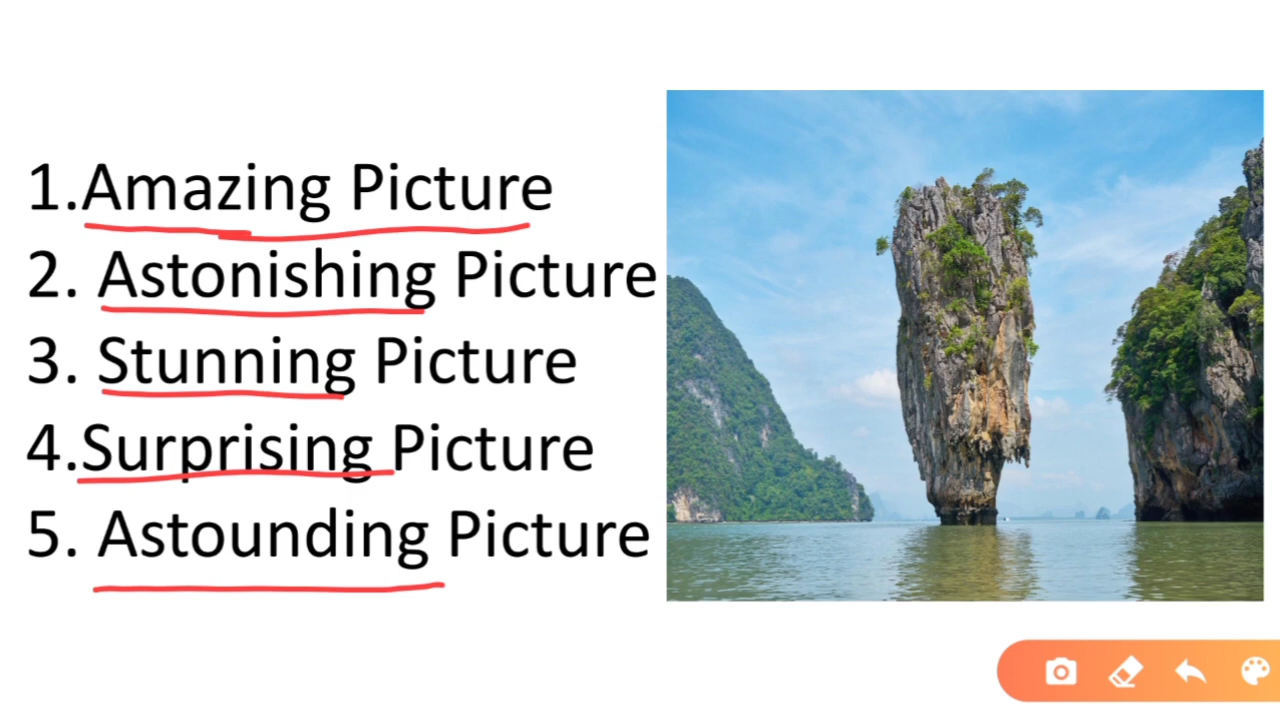 1.Amazing Picture
2. Astonishing Picture
3. Stunning Picture
4.Surprising Picture
5. Astounding Picture